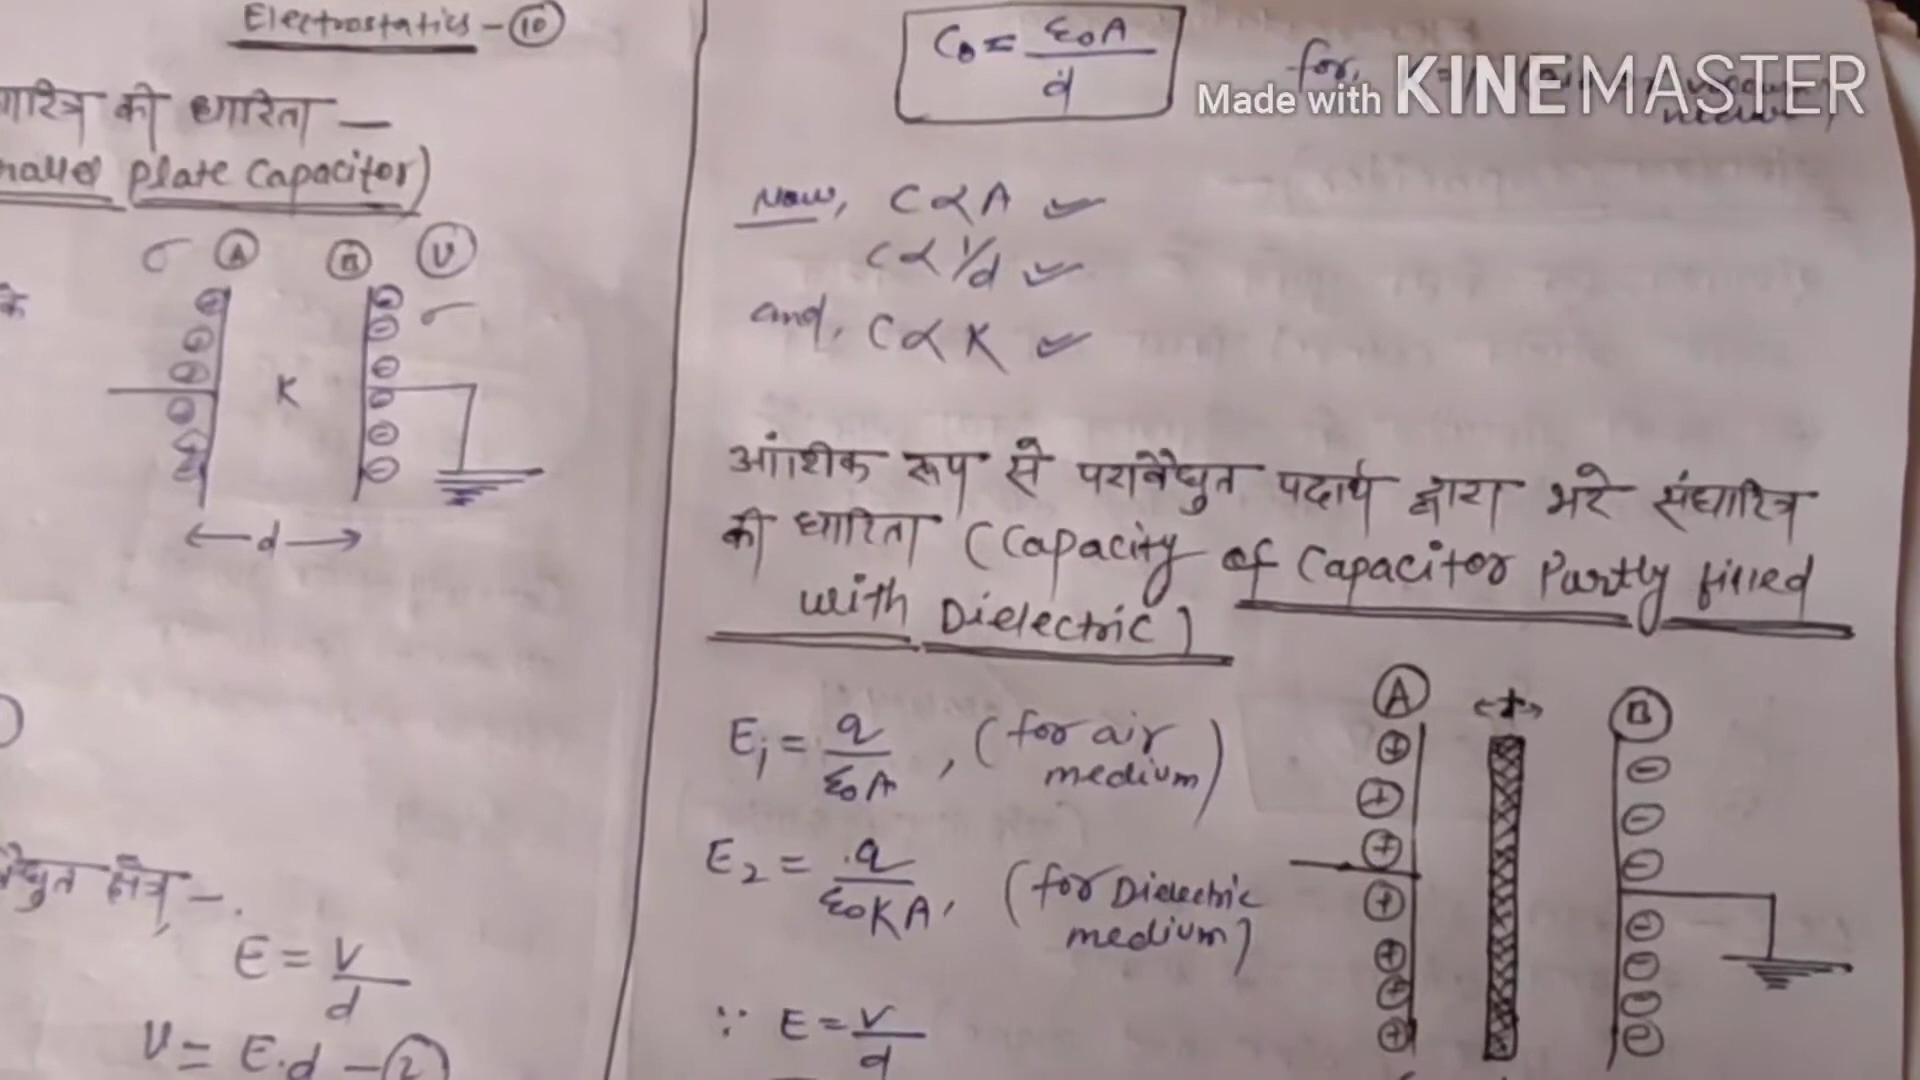 Electrostatics - 10
की धारिता —
Plate Capacitor)
σ A B V
K
← d →
क्षेत्र -
E = V/d
V = E.d - 2
C₀ = ε₀A/d
for,
Made with KINEMASTER
Now, C ∝ A ✓
C ∝ 1/d ✓
and, C ∝ K ✓
आंशिक रूप से परावैद्युत पदार्थ द्वारा भरे संधारित्र
की धारिता (Capacity of Capacitor Partly filled
with Dielectric)
E₁ = q/ε₀A , (for air
medium)
E₂ = q/ε₀KA , (for Dielectric
medium)
∵ E = V/d
A t B